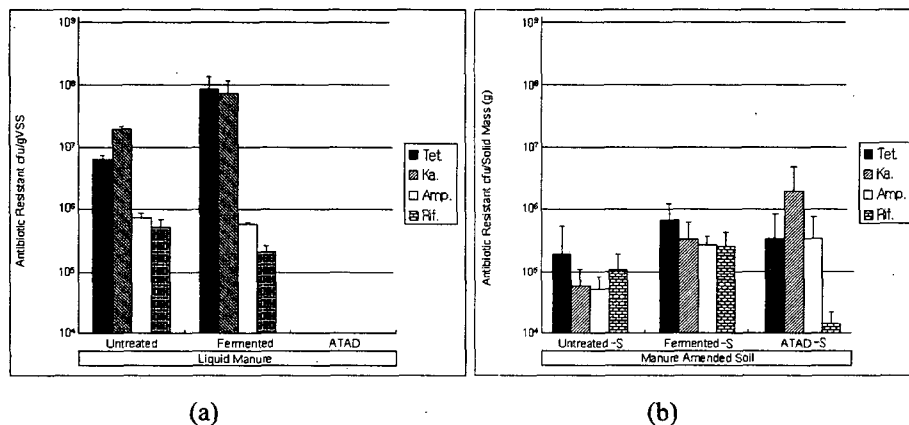 Antibiotic Resistant cfu/gVSS
10⁹
10⁸
10⁷
10⁶
10⁵
10⁴
Tet.
Ka.
Amp.
Rif.
Untreated
Fermented
ATAD
Liquid Manure
(a)
Antibiotic Resistant cfu/Solid Mass (g)
10⁹
10⁸
10⁷
10⁶
10⁵
10⁴
Tet.
Ka.
Amp.
Rif.
Untreated-S
Fermented-S
ATAD-S
Manure Amended Soil
(b)